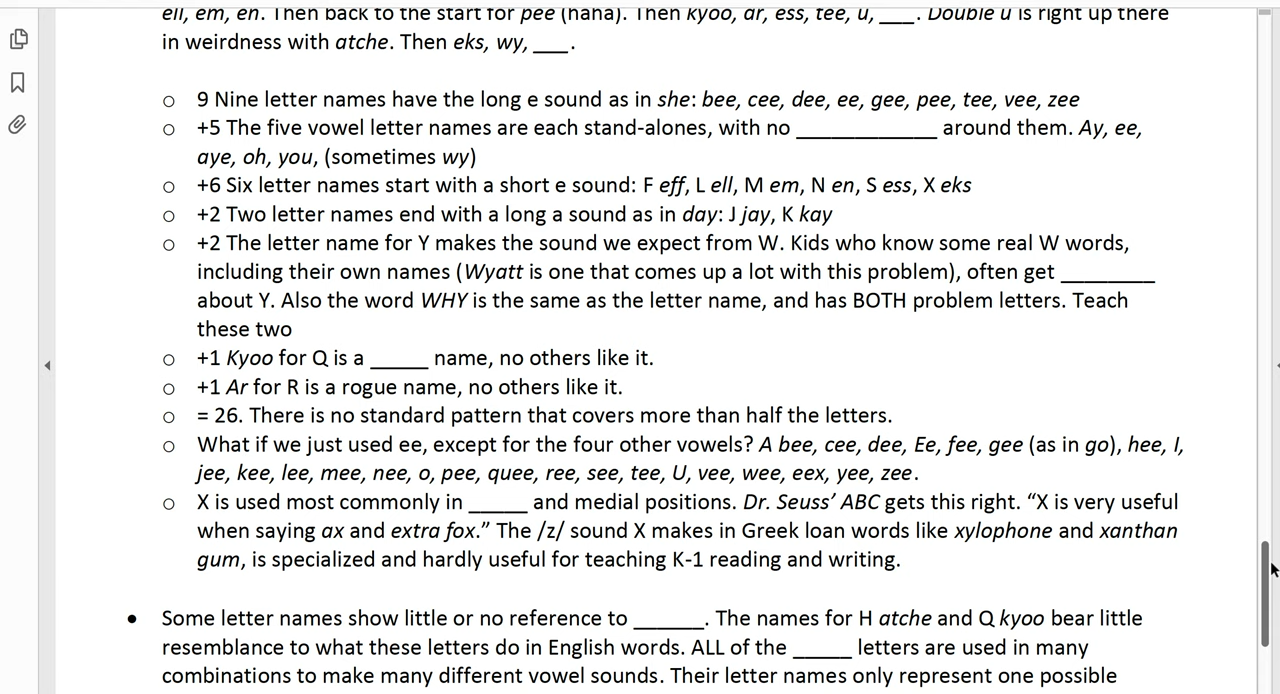 ell, em, en. Then back to the start for pee (haha). Then kyoo, ar, ess, tee, u, ___. Double u is right up there
in weirdness with atche. Then eks, wy, ___.
o 9 Nine letter names have the long e sound as in she: bee, cee, dee, ee, gee, pee, tee, vee, zee
o +5 The five vowel letter names are each stand-alones, with no ____________ around them. Ay, ee,
aye, oh, you, (sometimes wy)
o +6 Six letter names start with a short e sound: F eff, L ell, M em, N en, S ess, X eks
o +2 Two letter names end with a long a sound as in day: J jay, K kay
o +2 The letter name for Y makes the sound we expect from W. Kids who know some real W words,
including their own names (Wyatt is one that comes up a lot with this problem), often get ________
about Y. Also the word WHY is the same as the letter name, and has BOTH problem letters. Teach
these two
o +1 Kyoo for Q is a _____ name, no others like it.
o +1 Ar for R is a rogue name, no others like it.
o = 26. There is no standard pattern that covers more than half the letters.
o What if we just used ee, except for the four other vowels? A bee, cee, dee, Ee, fee, gee (as in go), hee, I,
jee, kee, lee, mee, nee, o, pee, quee, ree, see, tee, U, vee, wee, eex, yee, zee.
o X is used most commonly in _____ and medial positions. Dr. Seuss’ ABC gets this right. “X is very useful
when saying ax and extra fox.” The /z/ sound X makes in Greek loan words like xylophone and xanthan
gum, is specialized and hardly useful for teaching K-1 reading and writing.
• Some letter names show little or no reference to ______. The names for H atche and Q kyoo bear little
resemblance to what these letters do in English words. ALL of the _____ letters are used in many
combinations to make many different vowel sounds. Their letter names only represent one possible